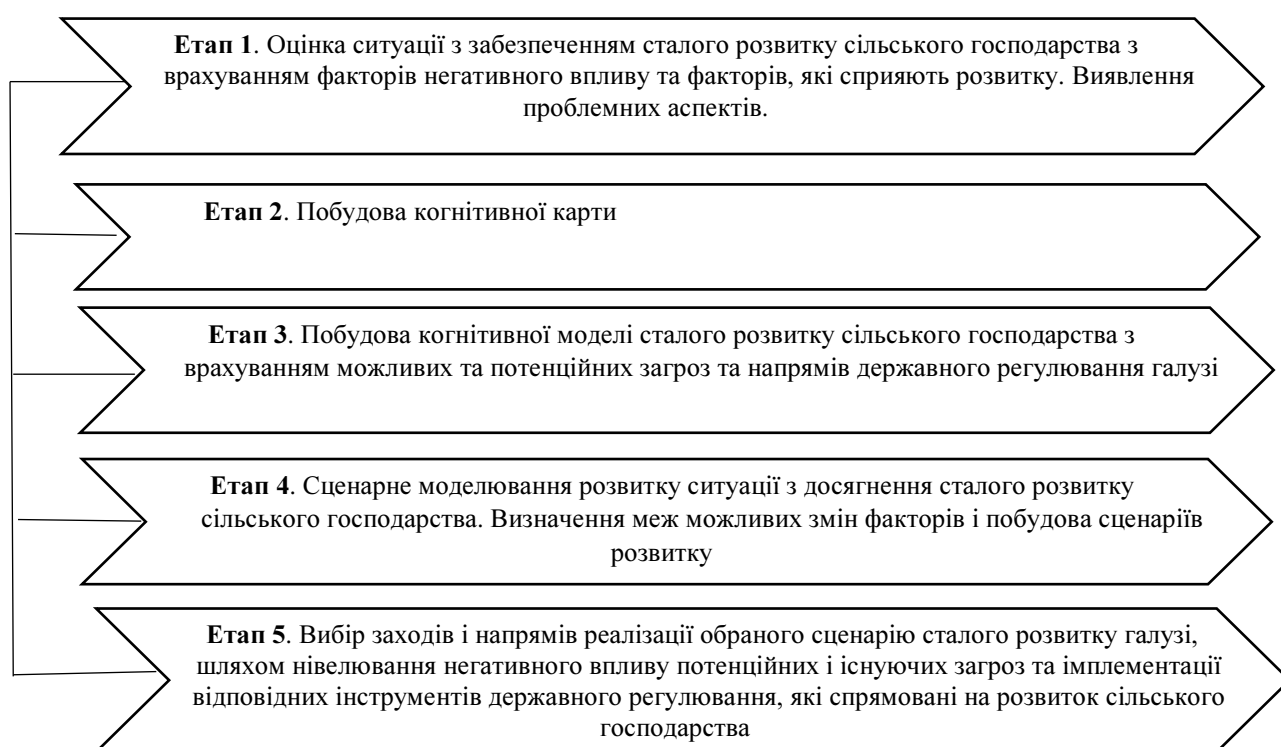 Етап 1. Оцінка ситуації з забезпеченням сталого розвитку сільського господарства з
врахуванням факторів негативного впливу та факторів, які сприяють розвитку. Виявлення
проблемних аспектів.
Етап 2. Побудова когнітивної карти
Етап 3. Побудова когнітивної моделі сталого розвитку сільського господарства з
врахуванням можливих та потенційних загроз та напрямів державного регулювання галузі
Етап 4. Сценарне моделювання розвитку ситуації з досягнення сталого розвитку
сільського господарства. Визначення меж можливих змін факторів і побудова сценаріїв
розвитку
Етап 5. Вибір заходів і напрямів реалізації обраного сценарію сталого розвитку галузі,
шляхом нівелювання негативного впливу потенційних і існуючих загроз та імплементації
відповідних інструментів державного регулювання, які спрямовані на розвиток сільського
господарства